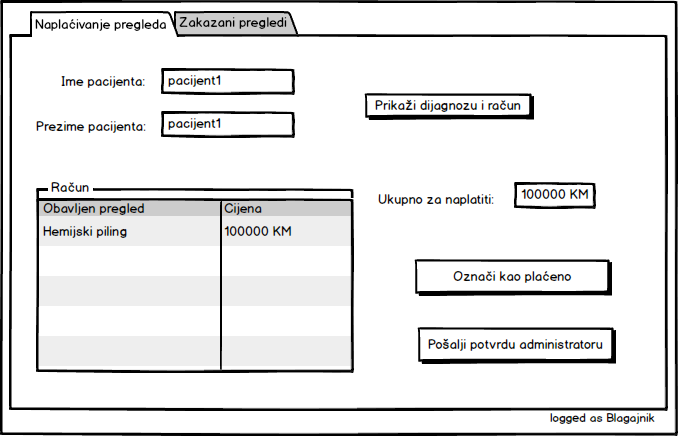 Naplaćivanje pregleda
Zakazani pregledi
Ime pacijenta:
pacijent1
Prikaži dijagnozu i račun
Prezime pacijenta:
pacijent1
Račun
Obavljen pregled
Cijena
Hemijski piling
100000 KM
Ukupno za naplatiti:
100000 KM
Označi kao plaćeno
Pošalji potvrdu administratoru
logged as Blagajnik